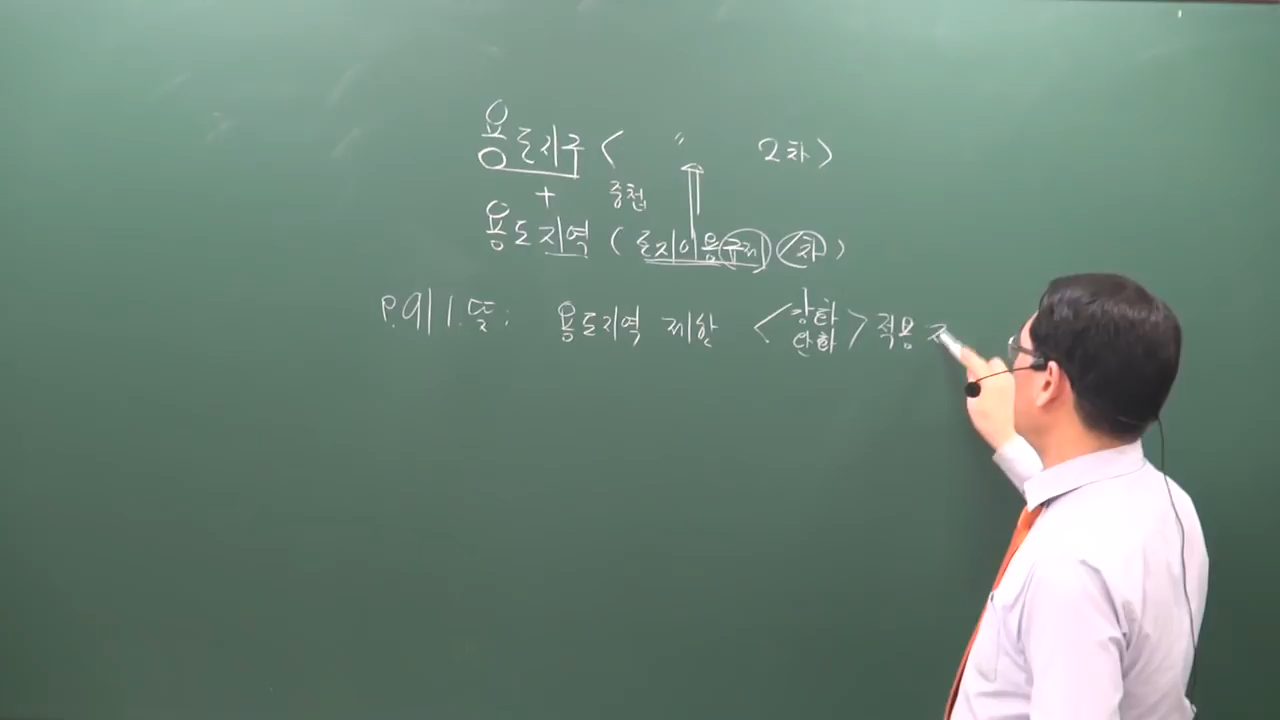 용도지구 < 〃 2차 >
+ 중첩
용도지역 ( 토지이용규제 1차 )
P.91 1.뜻: 용도지역 제한 < 강화 완화 > 적용